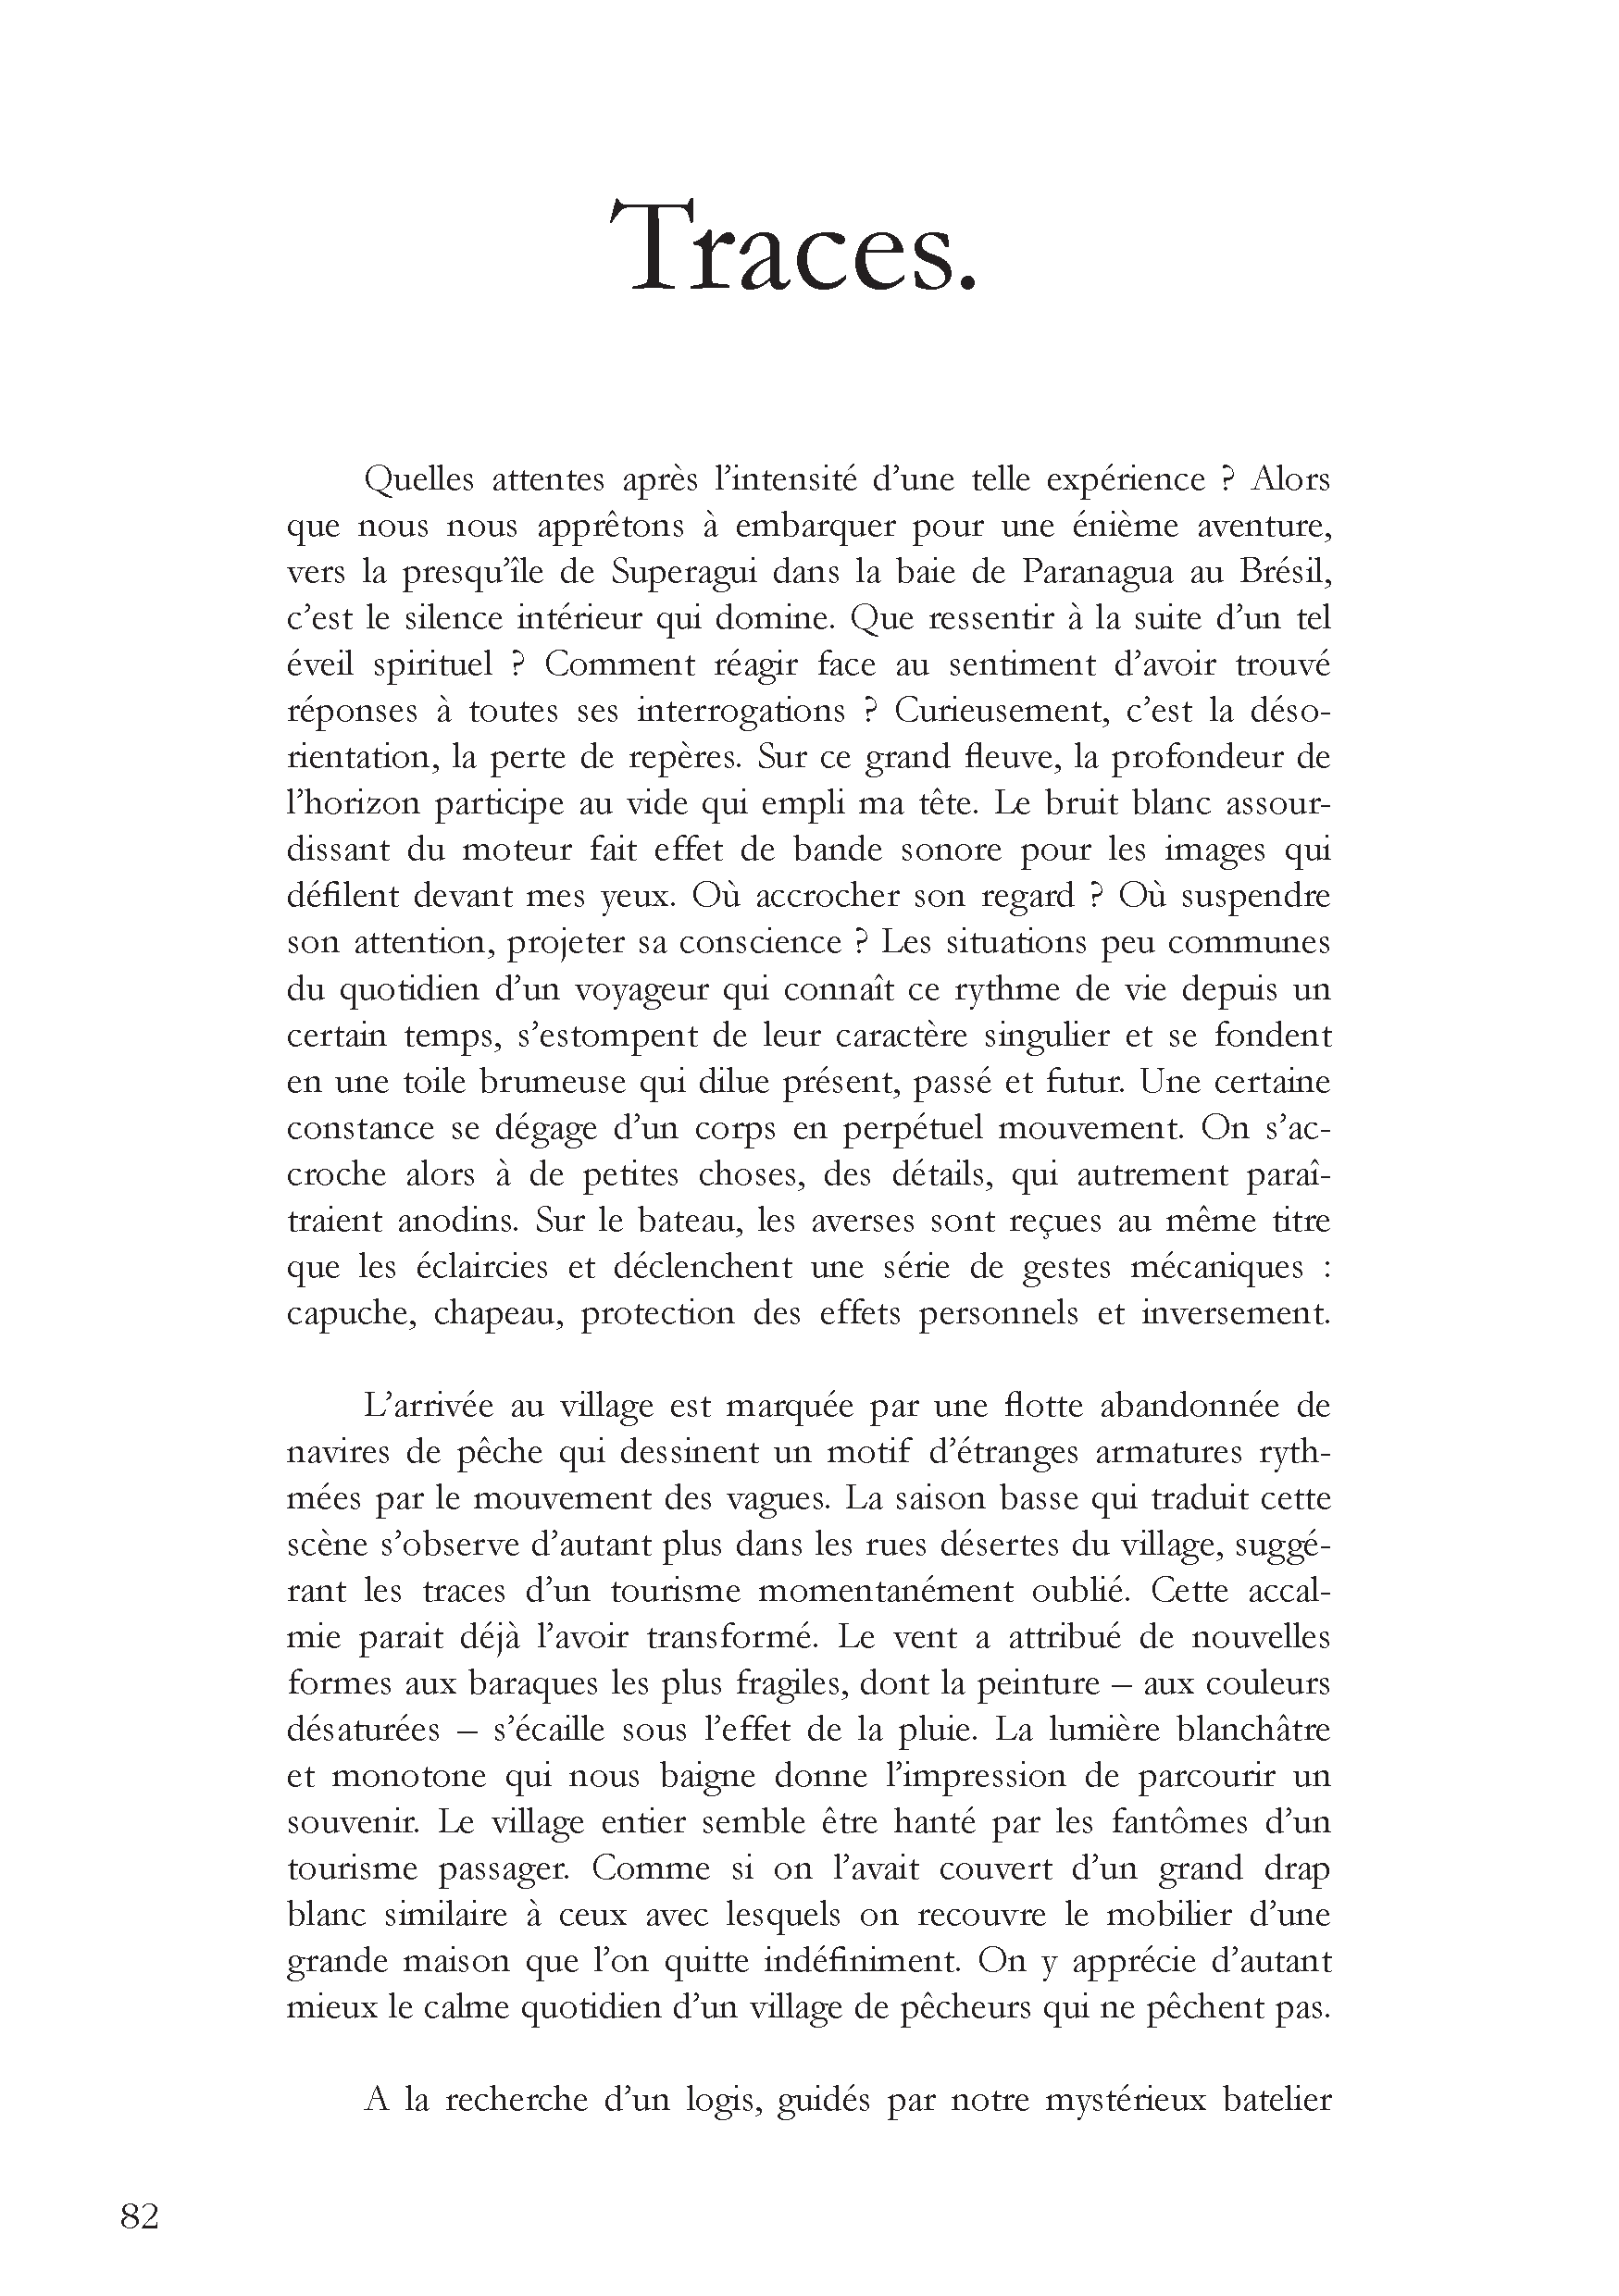 Traces.
Quelles attentes après l’intensité d’une telle expérience ? Alors
que nous nous apprêtons à embarquer pour une énième aventure,
vers la presqu’île de Superagui dans la baie de Paranagua au Brésil,
c’est le silence intérieur qui domine. Que ressentir à la suite d’un tel
éveil spirituel ? Comment réagir face au sentiment d’avoir trouvé
réponses à toutes ses interrogations ? Curieusement, c’est la déso-
rientation, la perte de repères. Sur ce grand fleuve, la profondeur de
l’horizon participe au vide qui empli ma tête. Le bruit blanc assour-
dissant du moteur fait effet de bande sonore pour les images qui
défilent devant mes yeux. Où accrocher son regard ? Où suspendre
son attention, projeter sa conscience ? Les situations peu communes
du quotidien d’un voyageur qui connaît ce rythme de vie depuis un
certain temps, s’estompent de leur caractère singulier et se fondent
en une toile brumeuse qui dilue présent, passé et futur. Une certaine
constance se dégage d’un corps en perpétuel mouvement. On s’ac-
croche alors à de petites choses, des détails, qui autrement paraî-
traient anodins. Sur le bateau, les averses sont reçues au même titre
que les éclaircies et déclenchent une série de gestes mécaniques :
capuche, chapeau, protection des effets personnels et inversement.
L’arrivée au village est marquée par une flotte abandonnée de
navires de pêche qui dessinent un motif d’étranges armatures ryth-
mées par le mouvement des vagues. La saison basse qui traduit cette
scène s’observe d’autant plus dans les rues désertes du village, suggé-
rant les traces d’un tourisme momentanément oublié. Cette accal-
mie parait déjà l’avoir transformé. Le vent a attribué de nouvelles
formes aux baraques les plus fragiles, dont la peinture – aux couleurs
désaturées – s’écaille sous l’effet de la pluie. La lumière blanchâtre
et monotone qui nous baigne donne l’impression de parcourir un
souvenir. Le village entier semble être hanté par les fantômes d’un
tourisme passager. Comme si on l’avait couvert d’un grand drap
blanc similaire à ceux avec lesquels on recouvre le mobilier d’une
grande maison que l’on quitte indéfiniment. On y apprécie d’autant
mieux le calme quotidien d’un village de pêcheurs qui ne pêchent pas.
A la recherche d’un logis, guidés par notre mystérieux batelier
82